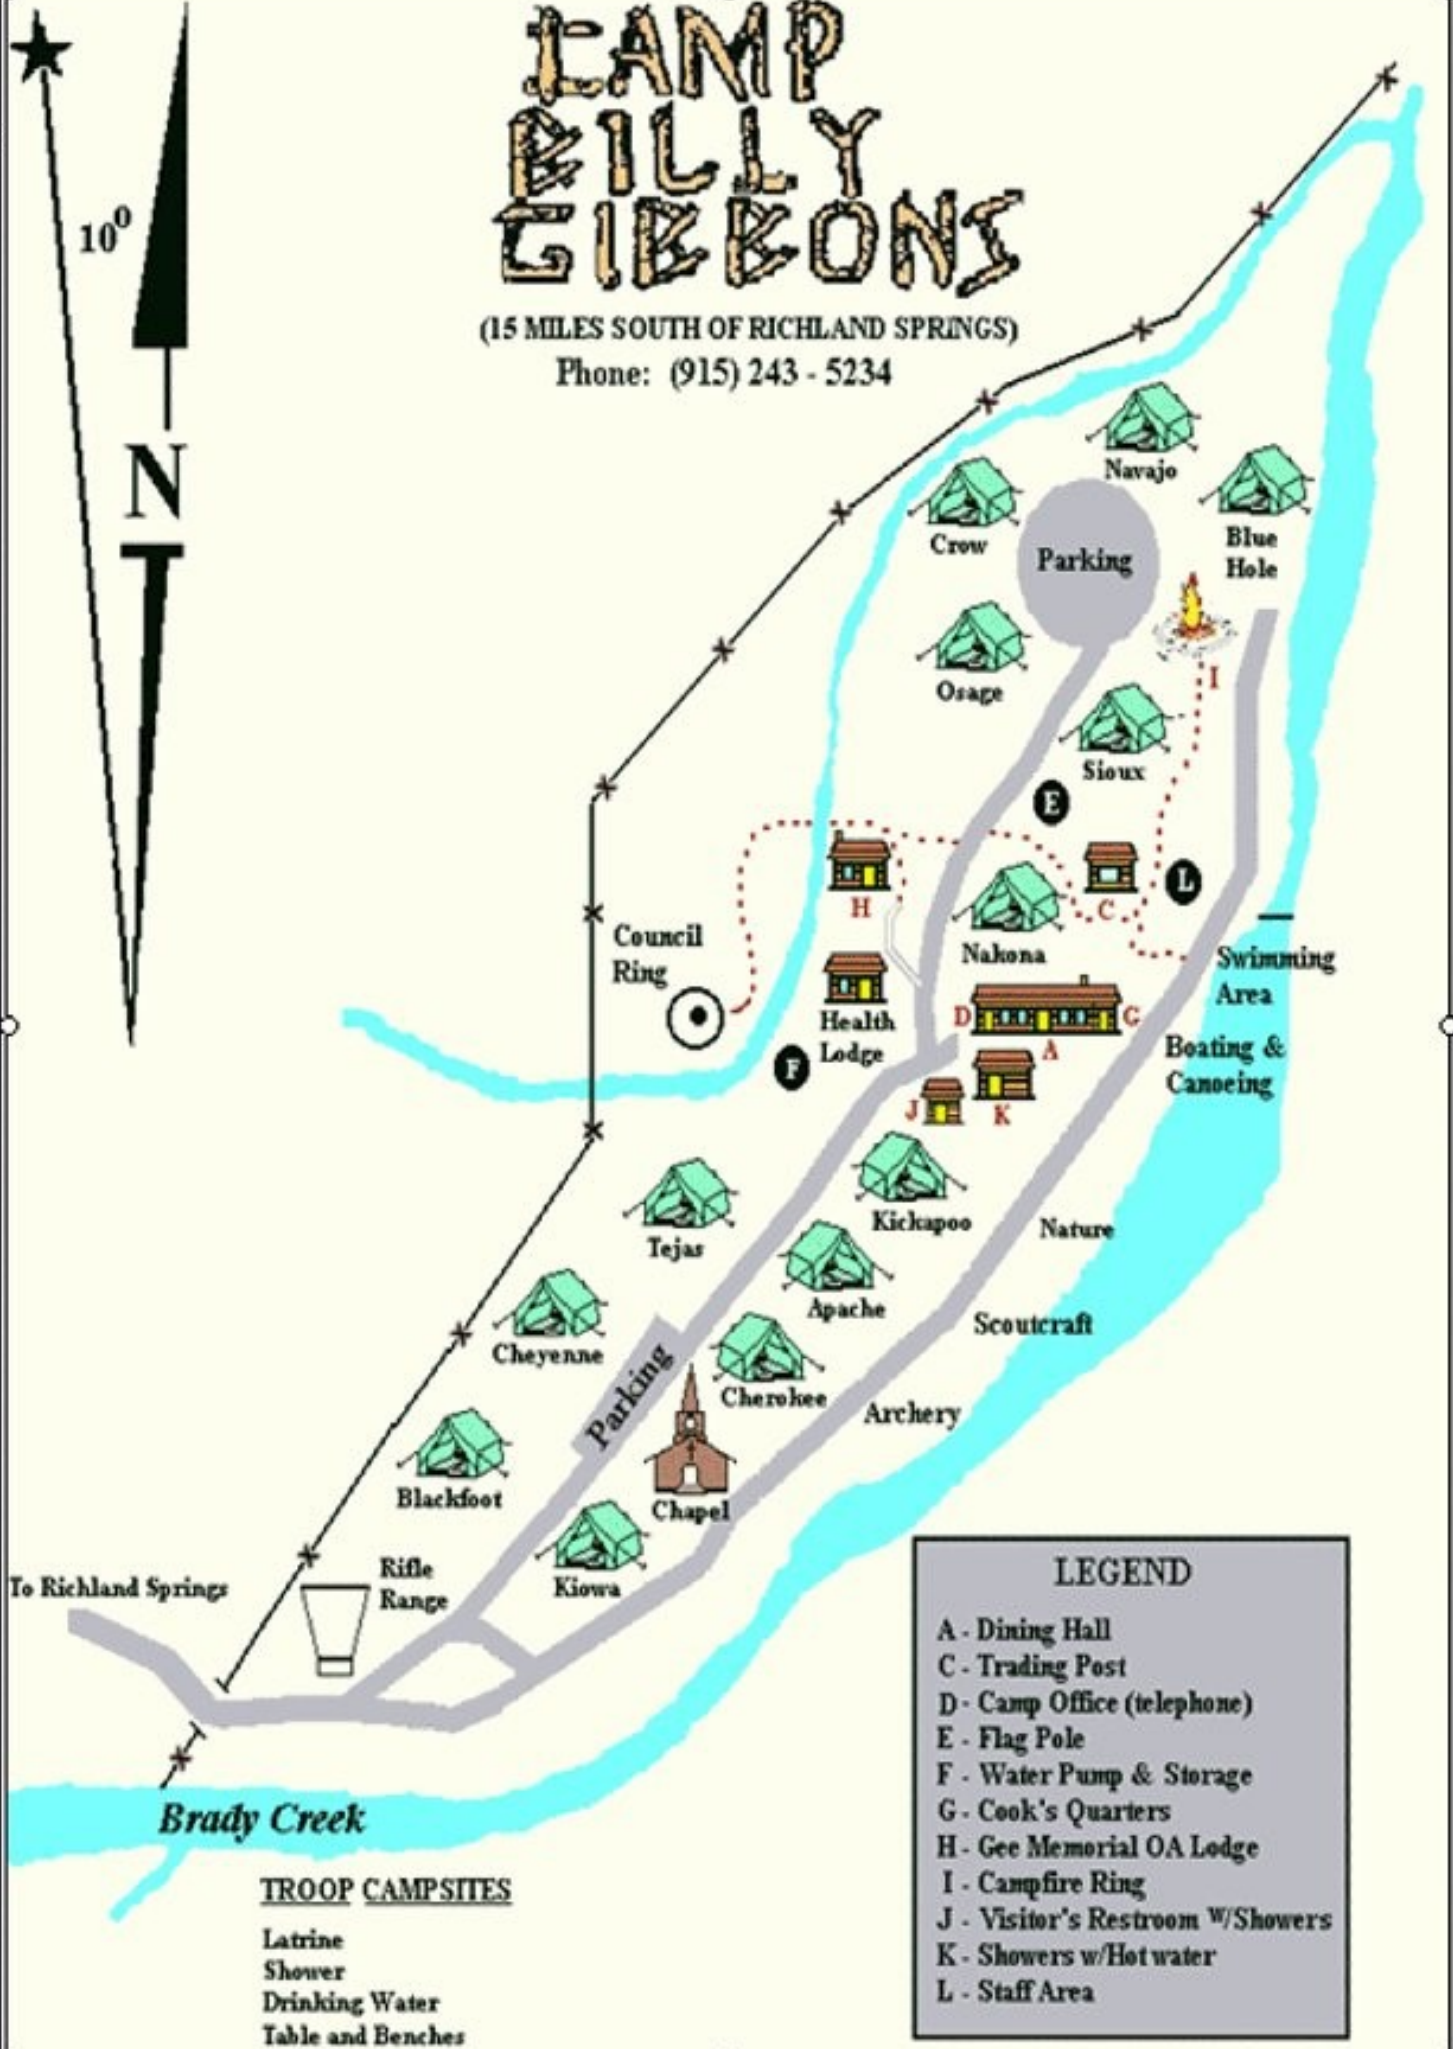 CAMP
BILLY
GIBBONS
(15 MILES SOUTH OF RICHLAND SPRINGS)
Phone: (915) 243 - 5234
10⁰
N
Navajo
Crow
Blue
Hole
Parking
Osage
I
Sioux
E
L
H
C
Council
Ring
Nakona
Swimming
Area
Health
Lodge
D
G
A
Boating &
Canoeing
F
J
K
Kickapoo
Nature
Tejas
Apache
Scoutcraft
Cheyenne
Parking
Cherokee
Archery
Blackfoot
Chapel
Rifle
Range
Kiowa
To Richland Springs
Brady Creek
TROOP CAMPSITES
Latrine
Shower
Drinking Water
Table and Benches
LEGEND
A - Dining Hall
C - Trading Post
D - Camp Office (telephone)
E - Flag Pole
F - Water Pump & Storage
G - Cook's Quarters
H - Gee Memorial OA Lodge
I - Campfire Ring
J - Visitor's Restroom W/Showers
K - Showers w/Hot water
L - Staff Area